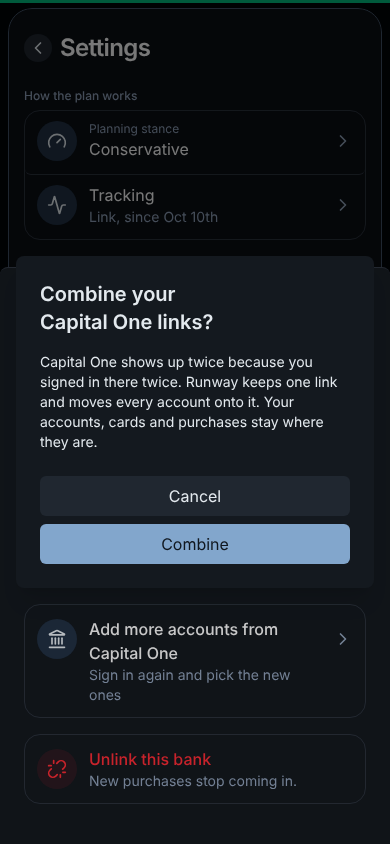 Settings
How the plan works
Planning stance
Conservative
Tracking
Link, since Oct 10th
Combine your
Capital One links?
Capital One shows up twice because you
signed in there twice. Runway keeps one link
and moves every account onto it. Your
accounts, cards and purchases stay where
they are.
Cancel
Combine
Add more accounts from
Capital One
Sign in again and pick the new
ones
Unlink this bank
New purchases stop coming in.